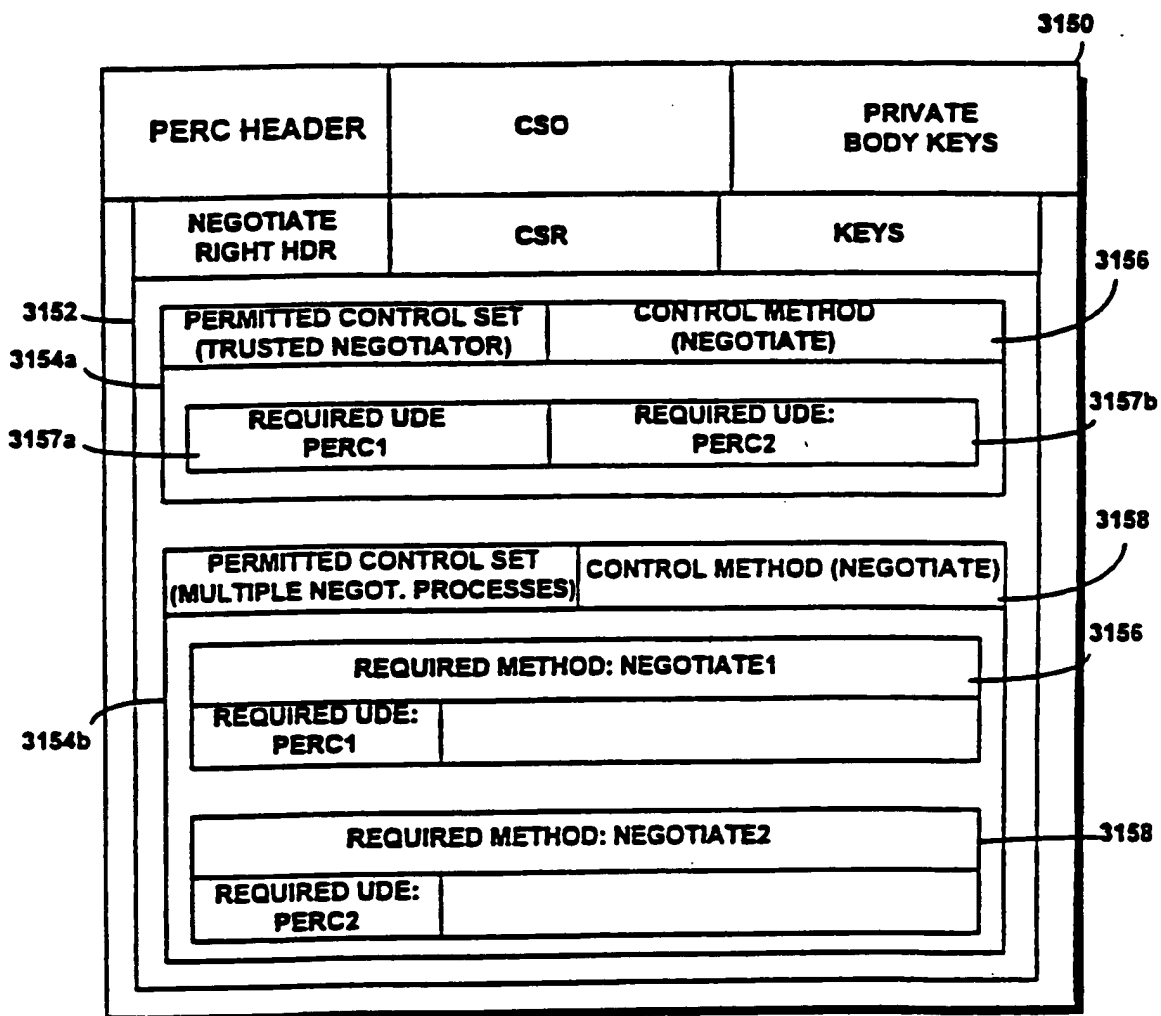 3150
PERC HEADER
CSO
PRIVATE
BODY KEYS
NEGOTIATE
RIGHT HDR
CSR
KEYS
3156
3152
PERMITTED CONTROL SET
(TRUSTED NEGOTIATOR)
CONTROL METHOD
(NEGOTIATE)
3154a
REQUIRED UDE
PERC1
REQUIRED UDE:
PERC2
3157b
3157a
3158
PERMITTED CONTROL SET
(MULTIPLE NEGOT. PROCESSES)
CONTROL METHOD (NEGOTIATE)
3156
REQUIRED METHOD: NEGOTIATE1
REQUIRED UDE:
PERC1
3154b
REQUIRED METHOD: NEGOTIATE2
3158
REQUIRED UDE:
PERC2